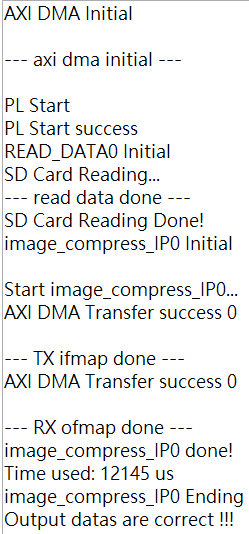 AXI DMA Initial
--- axi dma initial ---
PL Start
PL Start success
READ_DATA0 Initial
SD Card Reading...
--- read data done ---
SD Card Reading Done!
image_compress_IP0 Initial
Start image_compress_IP0...
AXI DMA Transfer success 0
--- TX ifmap done ---
AXI DMA Transfer success 0
--- RX ofmap done ---
image_compress_IP0 done!
Time used: 12145 us
image_compress_IP0 Ending
Output datas are correct !!!